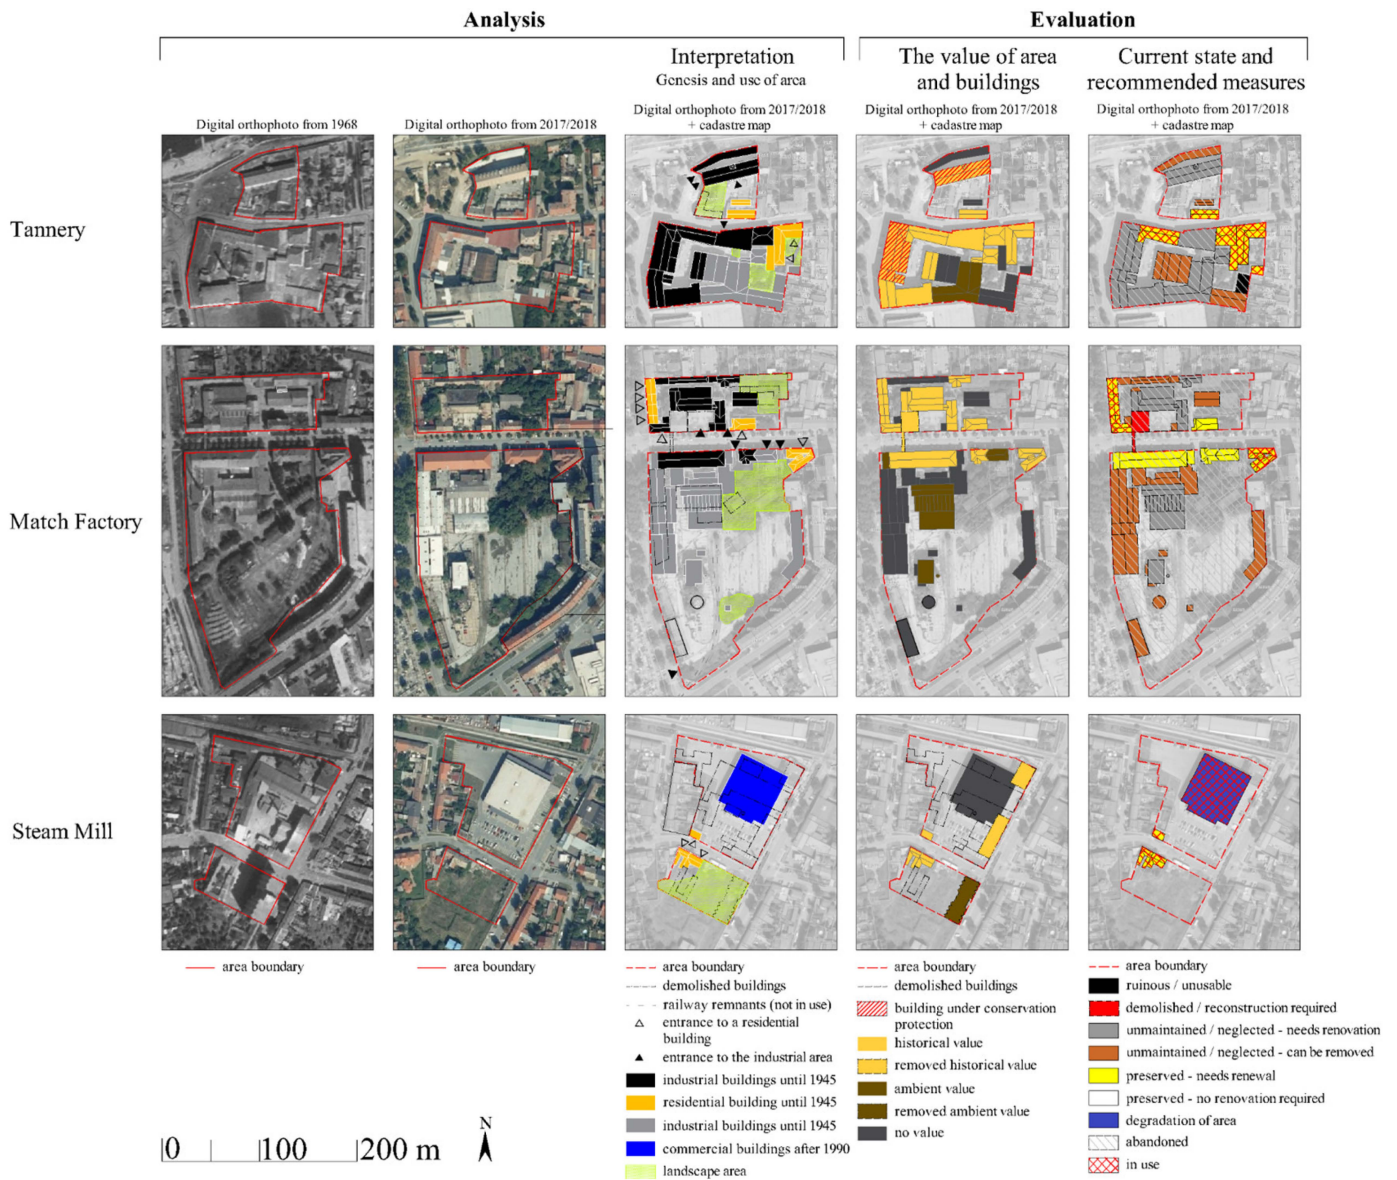 Analysis
Evaluation
Interpretation
Genesis and use of area
The value of area
and buildings
Current state and
recommended measures
Digital orthophoto from 1968
Digital orthophoto from 2017/2018
Digital orthophoto from 2017/2018
+ cadastre map
Digital orthophoto from 2017/2018
+ cadastre map
Digital orthophoto from 2017/2018
+ cadastre map
Tannery
Match Factory
Steam Mill
area boundary
area boundary
area boundary
demolished buildings
railway remnants (not in use)
entrance to a residential
building
entrance to the industrial area
industrial buildings until 1945
residential building until 1945
industrial buildings until 1945
commercial buildings after 1990
landscape area
area boundary
demolished buildings
building under conservation
protection
historical value
removed historical value
ambient value
removed ambient value
no value
area boundary
ruinous / unusable
demolished / reconstruction required
unmaintained / neglected - needs renovation
unmaintained / neglected - can be removed
preserved - needs renewal
preserved - no renovation required
degradation of area
abandoned
in use
0 100 200 m
N